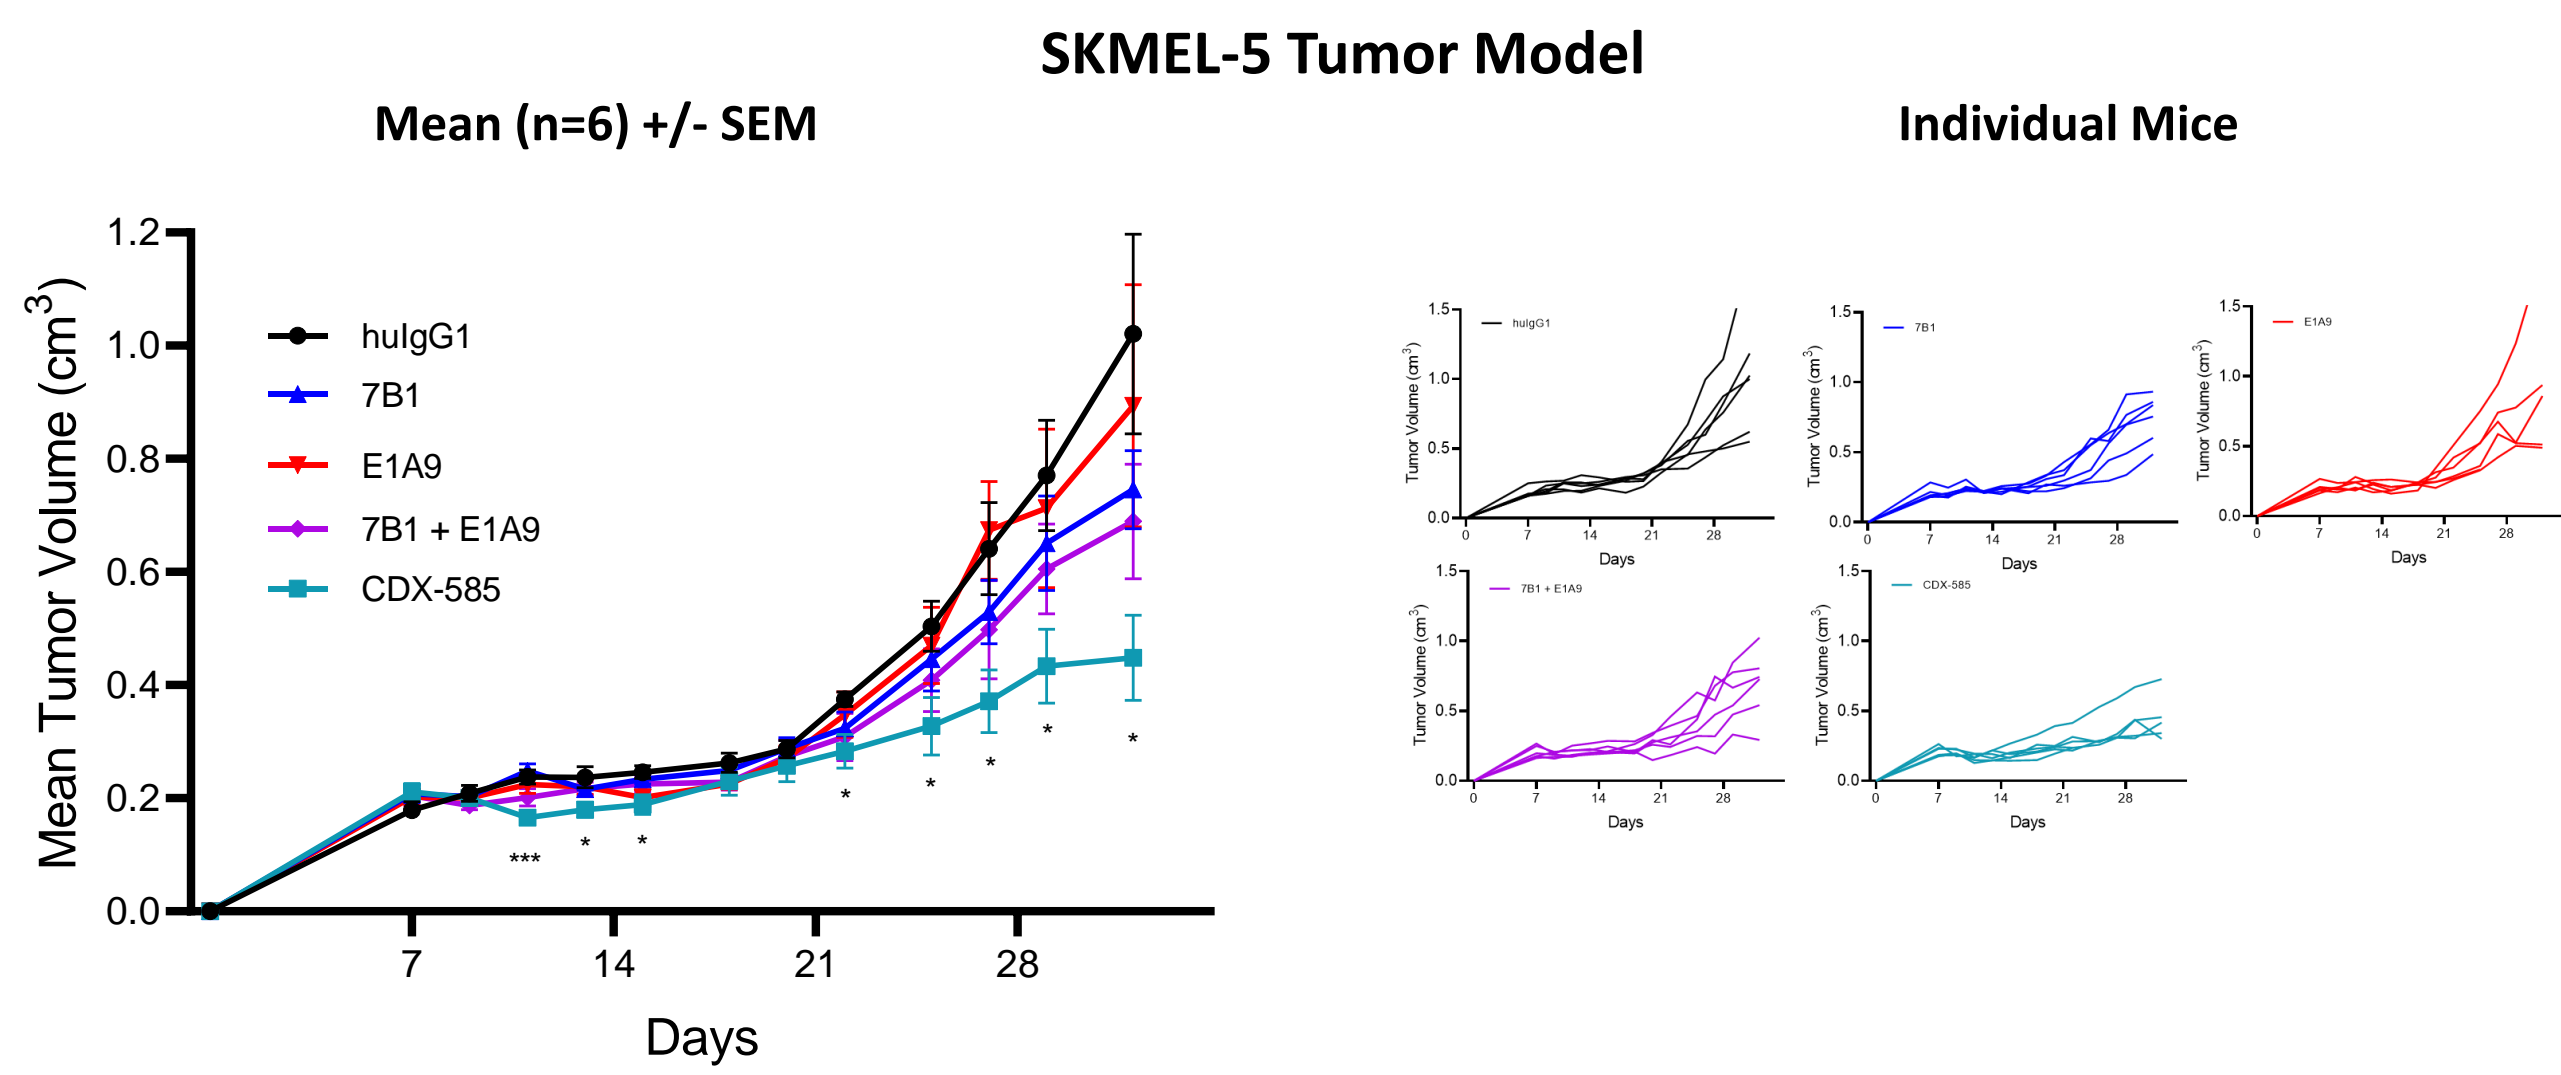 SKMEL-5 Tumor Model
Mean (n=6) +/- SEM
Individual Mice
Mean Tumor Volume (cm³)
1.2
1.0
0.8
0.6
0.4
0.2
0.0
huIgG1
7B1
E1A9
7B1 + E1A9
CDX-585
***
*
*
*
*
*
*
*
7
14
21
28
Days
Tumor Volume (cm³)
1.5
1.0
0.5
0.0
huIgG1
0
7
14
21
28
Days
Tumor Volume (cm³)
1.5
1.0
0.5
0.0
7B1
0
7
14
21
28
Days
Tumor Volume (cm³)
1.5
1.0
0.5
0.0
E1A9
0
7
14
21
28
Days
Tumor Volume (cm³)
1.5
1.0
0.5
0.0
7B1 + E1A9
0
7
14
21
28
Days
Tumor Volume (cm³)
1.5
1.0
0.5
0.0
CDX-585
0
7
14
21
28
Days